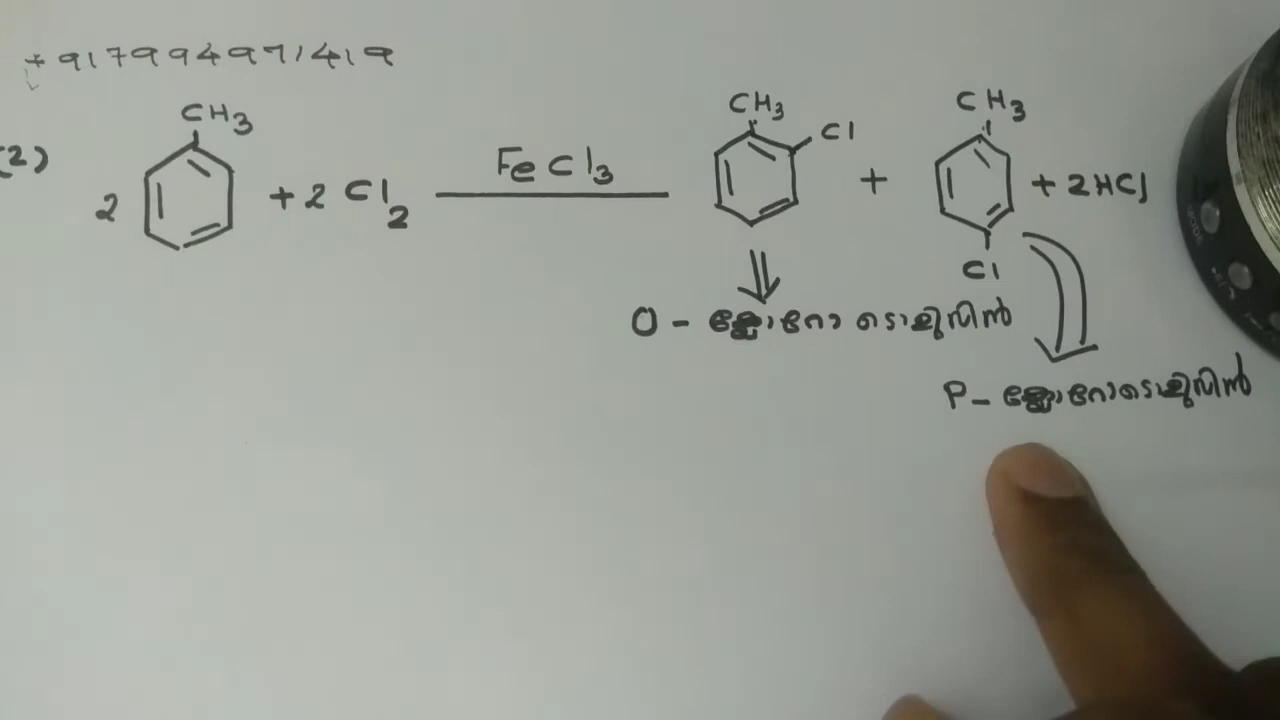 +917994971419
(2) 2 CH3 + 2 Cl2 FeCl3 CH3 Cl + CH3 Cl + 2HCl
O - ക്ലോറോ ടൊളുവിൻ
P - ക്ലോറോടൊളുവിൻ